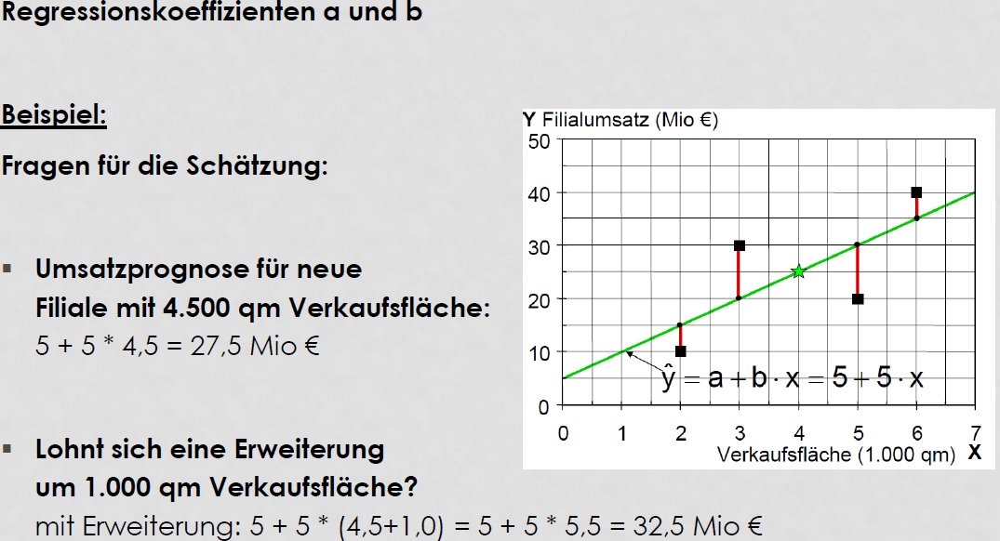 Regressionskoeffizienten a und b
Beispiel:
Fragen für die Schätzung:
▪ Umsatzprognose für neue
Filiale mit 4.500 qm Verkaufsfläche:
5 + 5 * 4,5 = 27,5 Mio €
▪ Lohnt sich eine Erweiterung
um 1.000 qm Verkaufsfläche?
mit Erweiterung: 5 + 5 * (4,5+1,0) = 5 + 5 * 5,5 = 32,5 Mio €
Y Filialumsatz (Mio €)
50
40
30
20
10
0
ŷ = a + b · x = 5 + 5 · x
0 1 2 3 4 5 6 7
Verkaufsfläche (1.000 qm) X